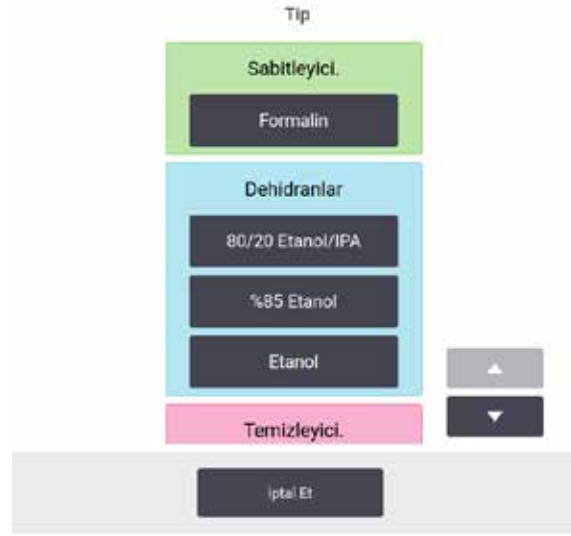 Tip
Sabitleyici.
Formalin
Dehidranlar
80/20 Etanol/IPA
%85 Etanol
Etanol
Temizleyici.
İptal Et